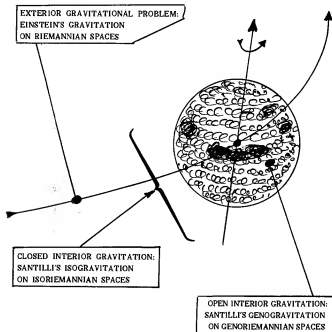 EXTERIOR GRAVITATIONAL PROBLEM:
EINSTEIN'S GRAVITATION
ON RIEMANNIAN SPACES
CLOSED INTERIOR GRAVITATION:
SANTILLI'S ISOGRAVITATION
ON ISORIEMANNIAN SPACES
OPEN INTERIOR GRAVITATION:
SANTILLI'S GENOGRAVITATION
ON GENORIEMANNIAN SPACES